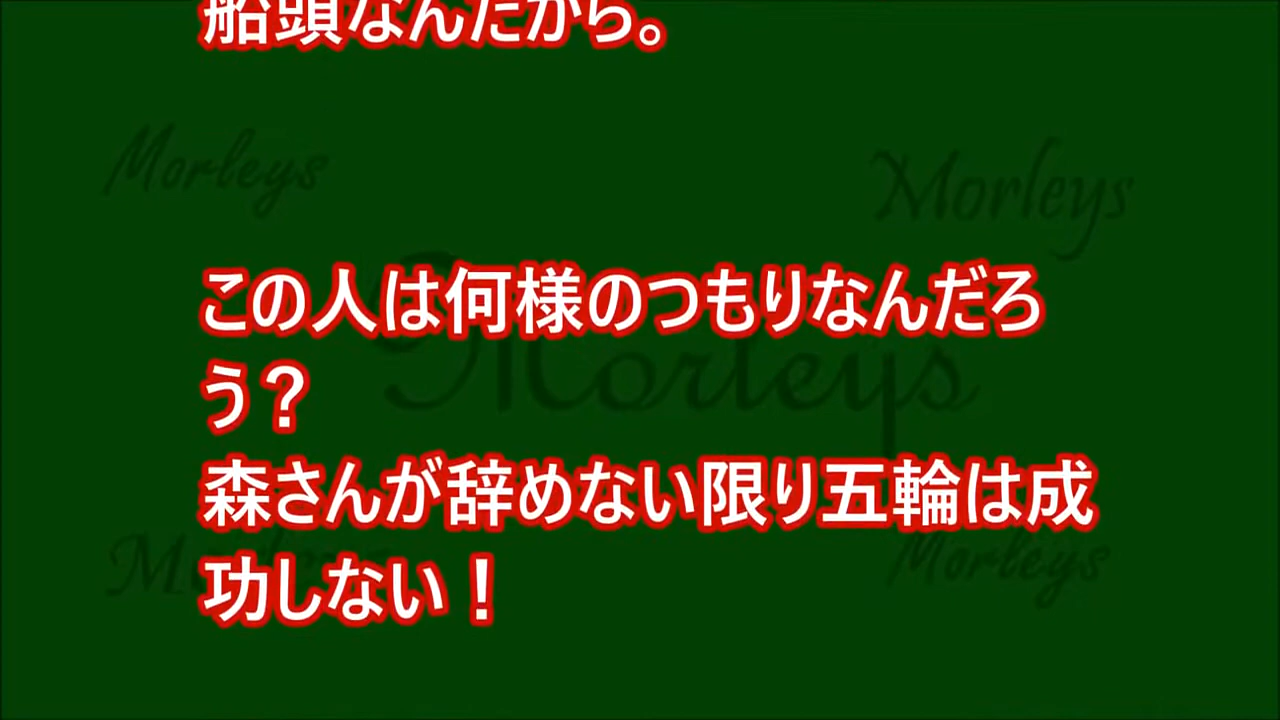 船頭なんだから。
Morleys
Morleys
この人は何様のつもりなんだろ
う？
Morleys
森さんが辞めない限り五輪は成
功しない！
Morleys